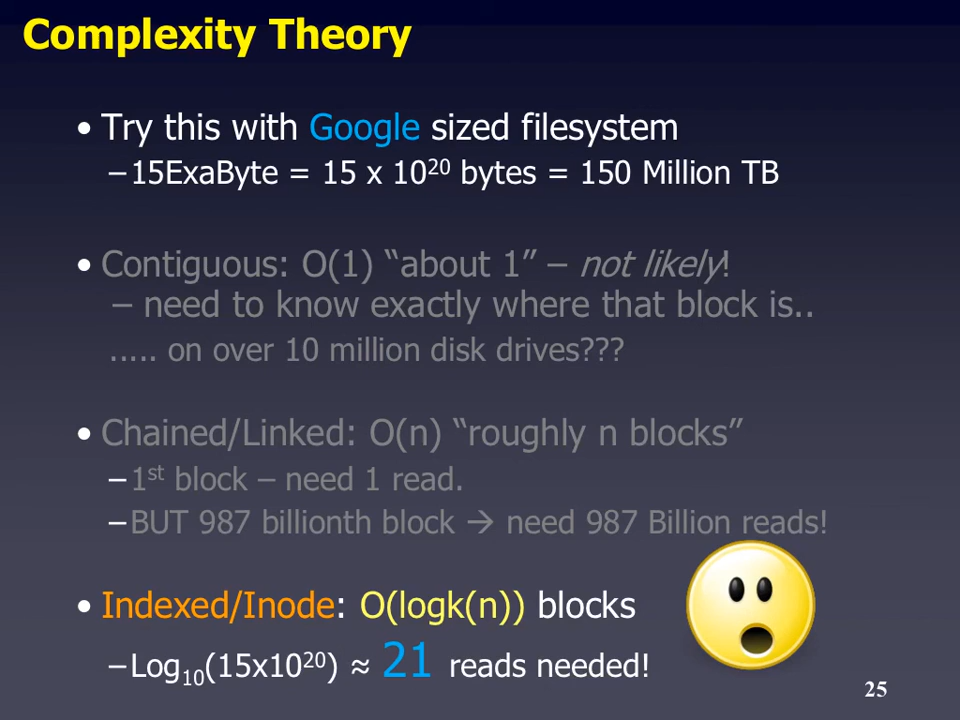 Complexity Theory
• Try this with Google sized filesystem
–15ExaByte = 15 x 10²⁰ bytes = 150 Million TB
• Contiguous: O(1) “about 1” – not likely!
– need to know exactly where that block is..
..... on over 10 million disk drives???
• Chained/Linked: O(n) “roughly n blocks”
–1ˢᵗ block – need 1 read.
–BUT 987 billionth block → need 987 Billion reads!
• Indexed/Inode: O(logk(n)) blocks
–Log₁₀(15x10²⁰) ≈ 21 reads needed!
25